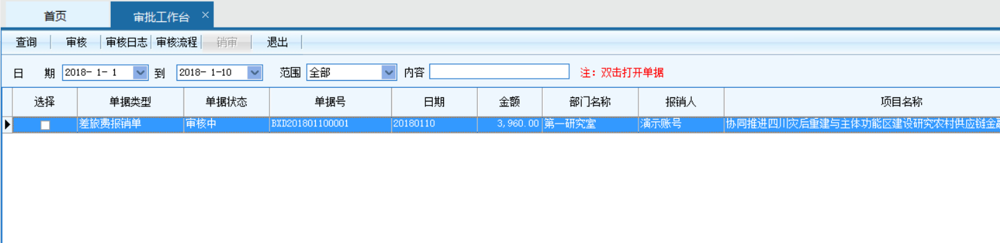 首页 审批工作台 ×
查询 审核 审核日志 审核流程 销审 退出
日 期 2018- 1- 1 到 2018- 1-10 范围 全部 内容 注：双击打开单据
选择 单据类型 单据状态 单据号 日期 金额 部门名称 报销人 项目名称
差旅费报销单 审核中 BXD201801100001 20180110 3,960.00 第一研究室 演示账号 协同推进四川灾后重建与主体功能区建设研究农村供应链金融